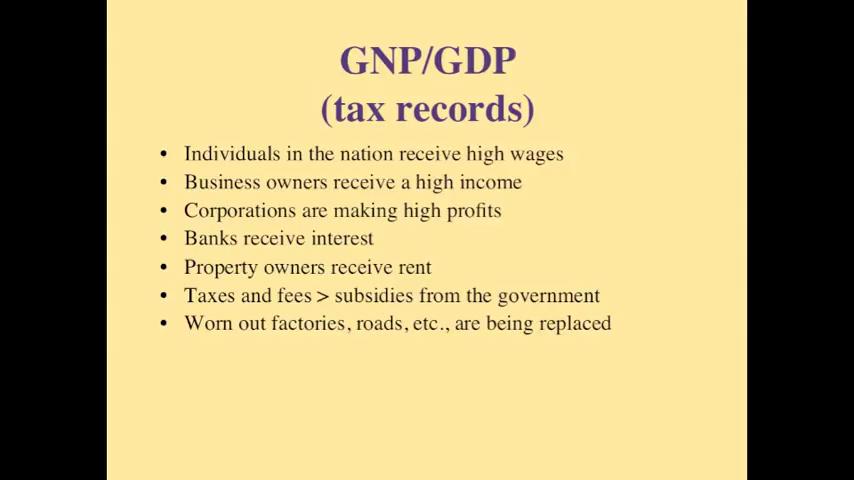 GNP/GDP
(tax records)
• Individuals in the nation receive high wages
• Business owners receive a high income
• Corporations are making high profits
• Banks receive interest
• Property owners receive rent
• Taxes and fees > subsidies from the government
• Worn out factories, roads, etc., are being replaced